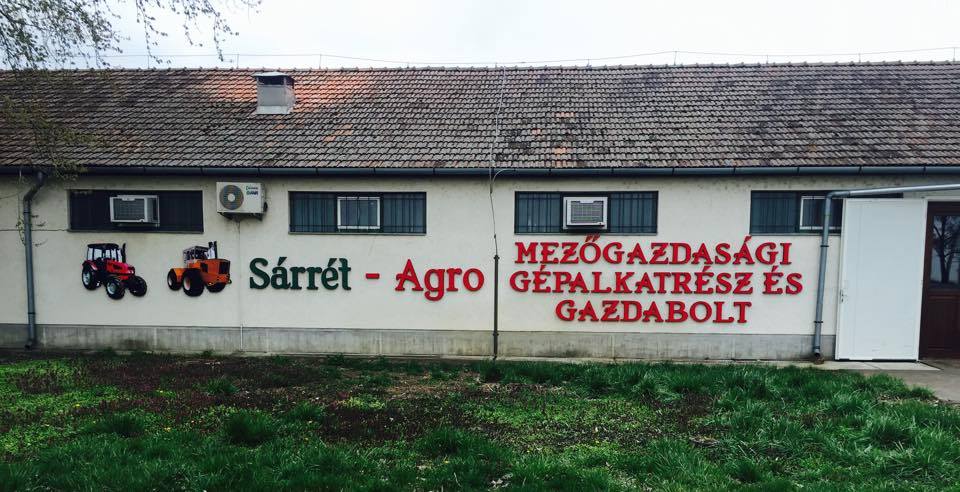 Sárrét - Agro
MEZŐGAZDASÁGI
GÉPALKATRÉSZ ÉS
GAZDABOLT